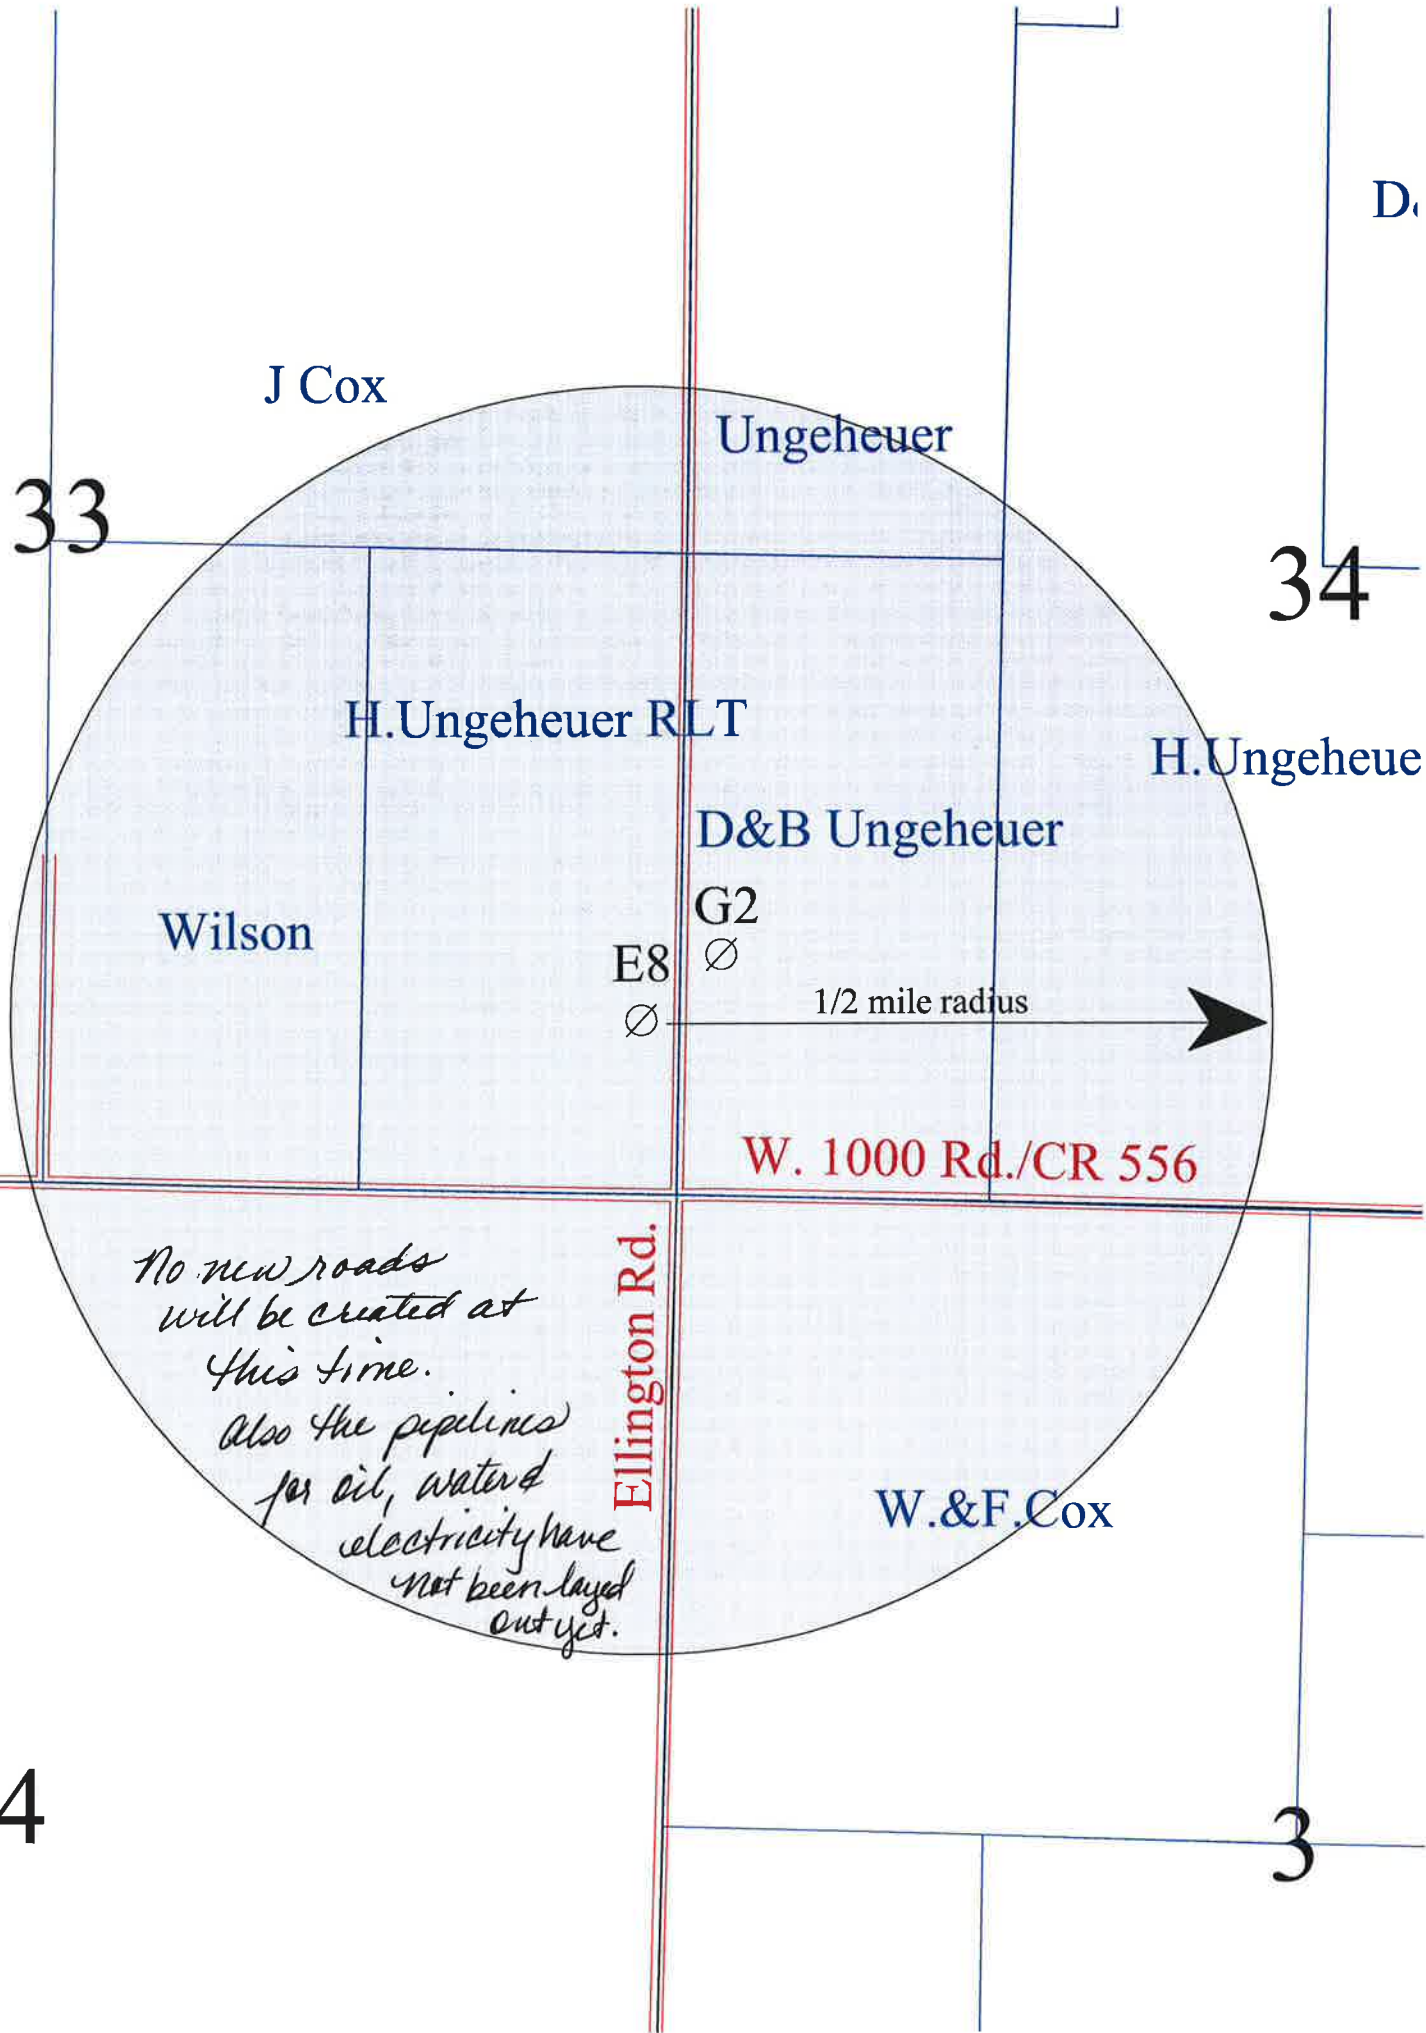 D
J Cox
Ungeheuer
33
34
H.Ungeheuer RLT
H.Ungeheue
D&B Ungeheuer
G2
Wilson
E8
1/2 mile radius
W. 1000 Rd./CR 556
Ellington Rd.
No new roads
will be created at
this time.
Also the pipelines
for oil, water &
electricity have
not been layed
out yet.
W.&F.Cox
4
3